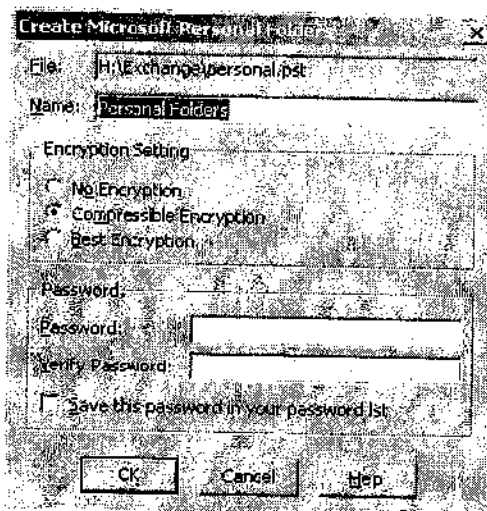 Create Microsoft Personal Folders
File: H:\Exchange\personal.pst
Name: Personal Folders
Encryption Setting
No Encryption
Compressible Encryption
Best Encryption
Password
Password:
Verify Password:
Save this password in your password list
OK Cancel Help